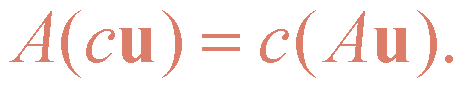 A(cu) = c(Au).